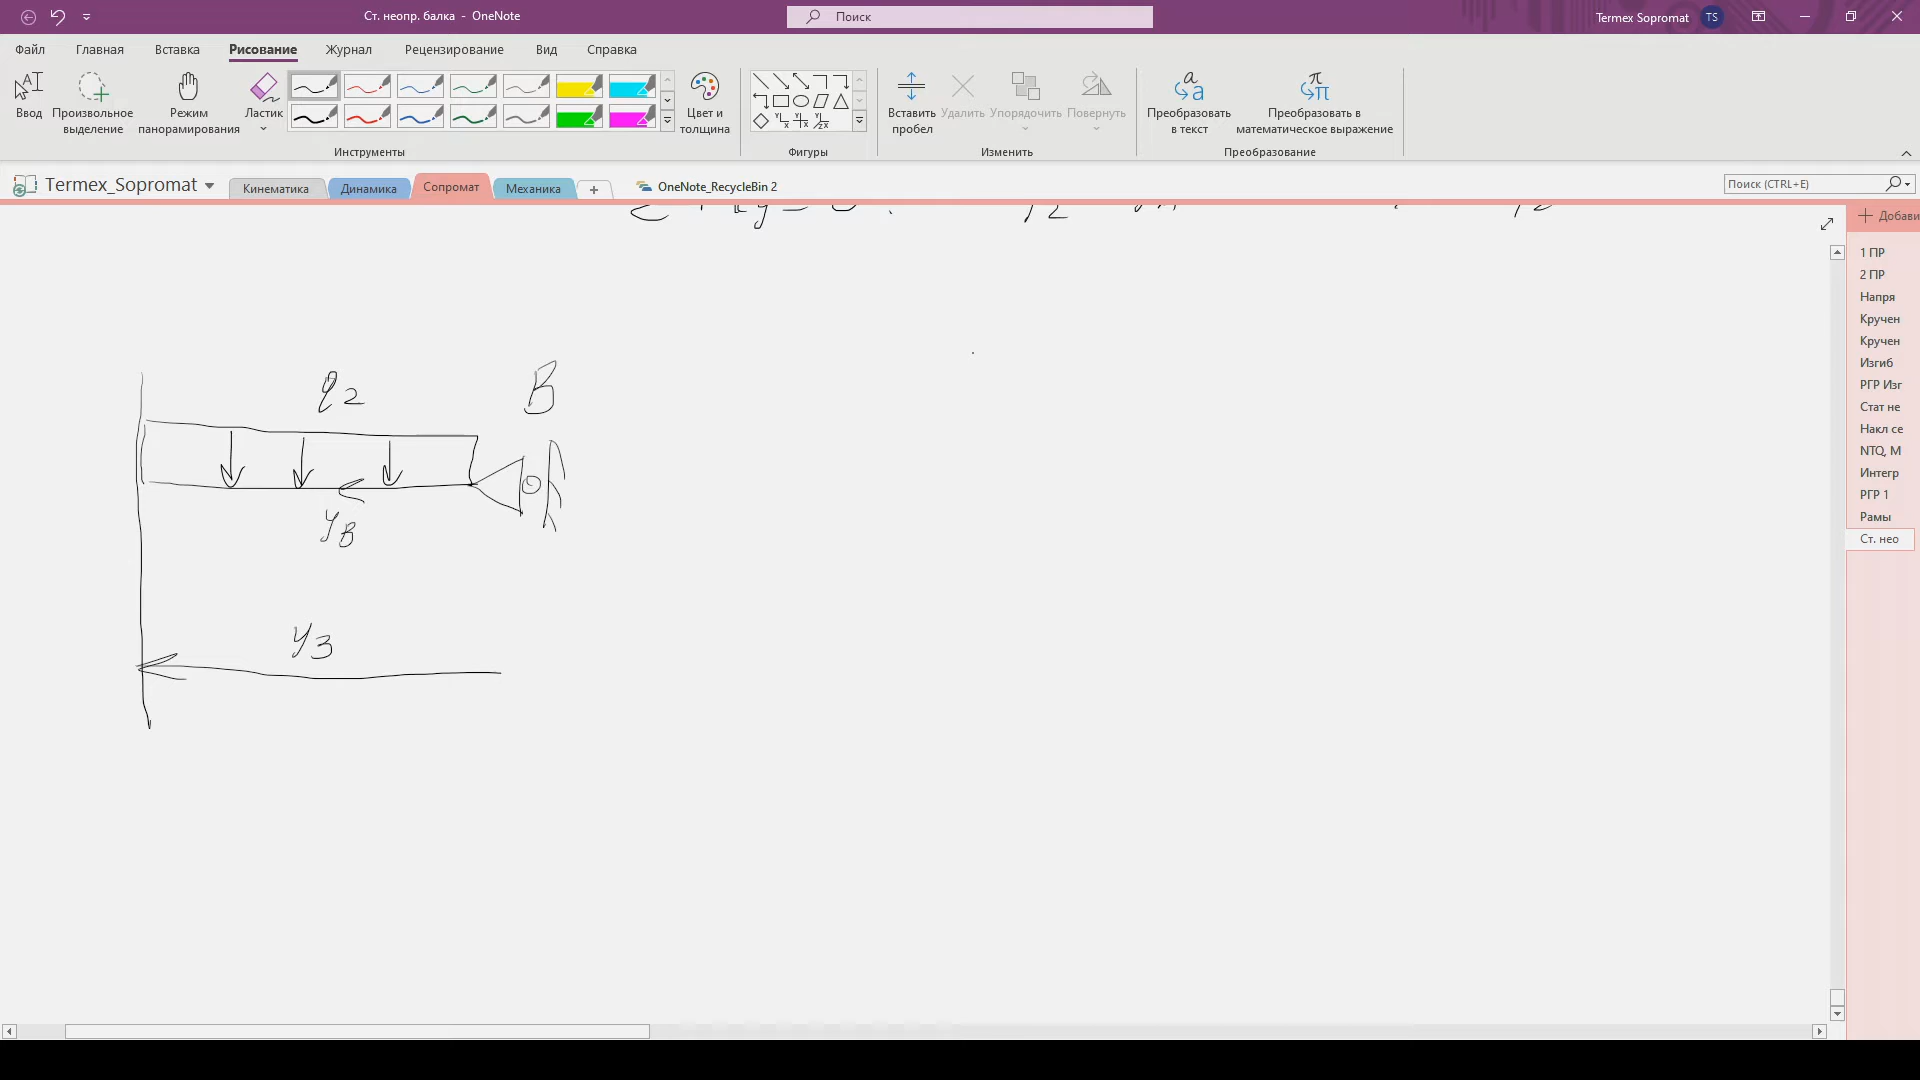 Ст. неопр. балка - OneNote
Поиск
Termex Sopromat TS
Файл Главная Вставка Рисование Журнал Рецензирование Вид Справка
Ввод
Произвольное выделение
Режим панорамирования
Ластик
Цвет и толщина
Вставить пробел
Удалить
Упорядочить
Повернуть
Преобразовать в текст
Преобразовать в математическое выражение
Инструменты Фигуры Изменить Преобразование
Termex_Sopromat Кинематика Динамика Сопромат Механика OneNote_RecycleBin 2
Поиск (CTRL+E)
Добави
1 ПР
2 ПР
Напря
Кручен
Кручен
Изгиб
РГР Изг
Стат не
Накл се
NTQ, M
Интегр
РГР 1
Рамы
Ст. нео
q2 B
yB
y3